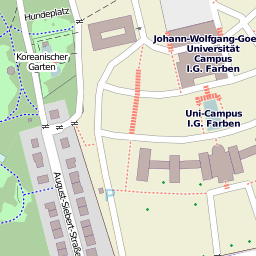 Hundeplatz
Johann-Wolfgang-Goe
Universität
Campus
I.G. Farben
Koreanischer
Garten
Uni-Campus
I.G. Farben
P
August-Siebert-Straße